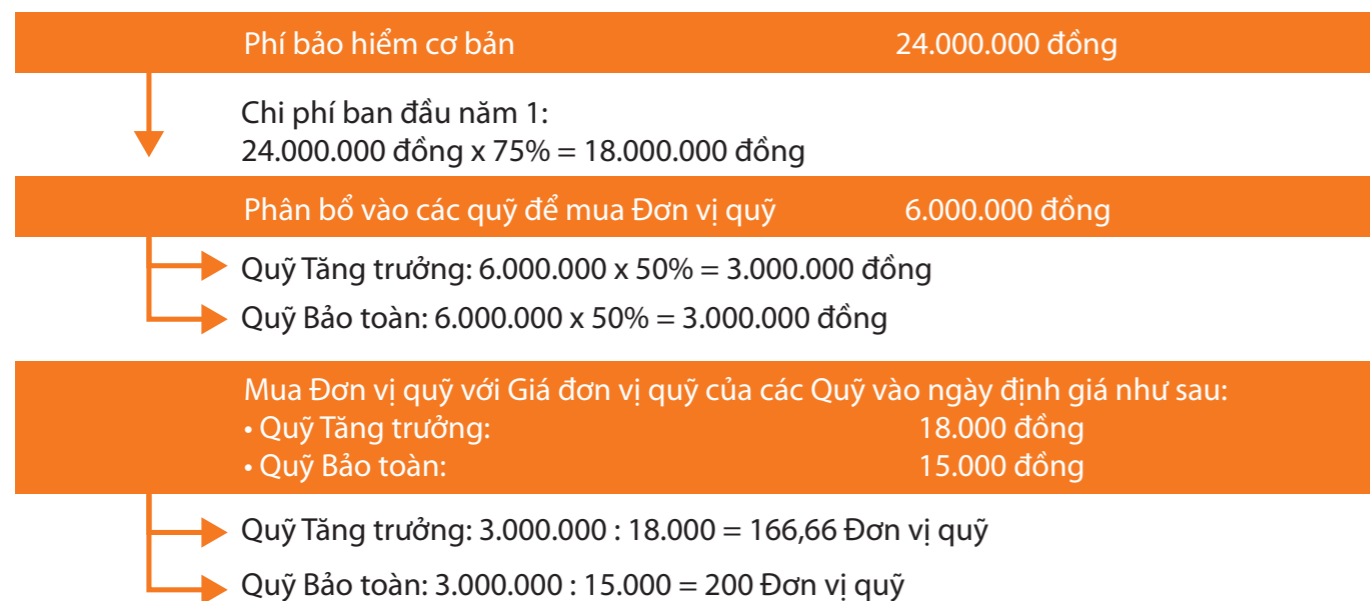 Phí bảo hiểm cơ bản 24.000.000 đồng
Chi phí ban đầu năm 1:
24.000.000 đồng x 75% = 18.000.000 đồng
Phân bổ vào các quỹ để mua Đơn vị quỹ 6.000.000 đồng
Quỹ Tăng trưởng: 6.000.000 x 50% = 3.000.000 đồng
Quỹ Bảo toàn: 6.000.000 x 50% = 3.000.000 đồng
Mua Đơn vị quỹ với Giá đơn vị quỹ của các Quỹ vào ngày định giá như sau:
• Quỹ Tăng trưởng: 18.000 đồng
• Quỹ Bảo toàn: 15.000 đồng
Quỹ Tăng trưởng: 3.000.000 : 18.000 = 166,66 Đơn vị quỹ
Quỹ Bảo toàn: 3.000.000 : 15.000 = 200 Đơn vị quỹ